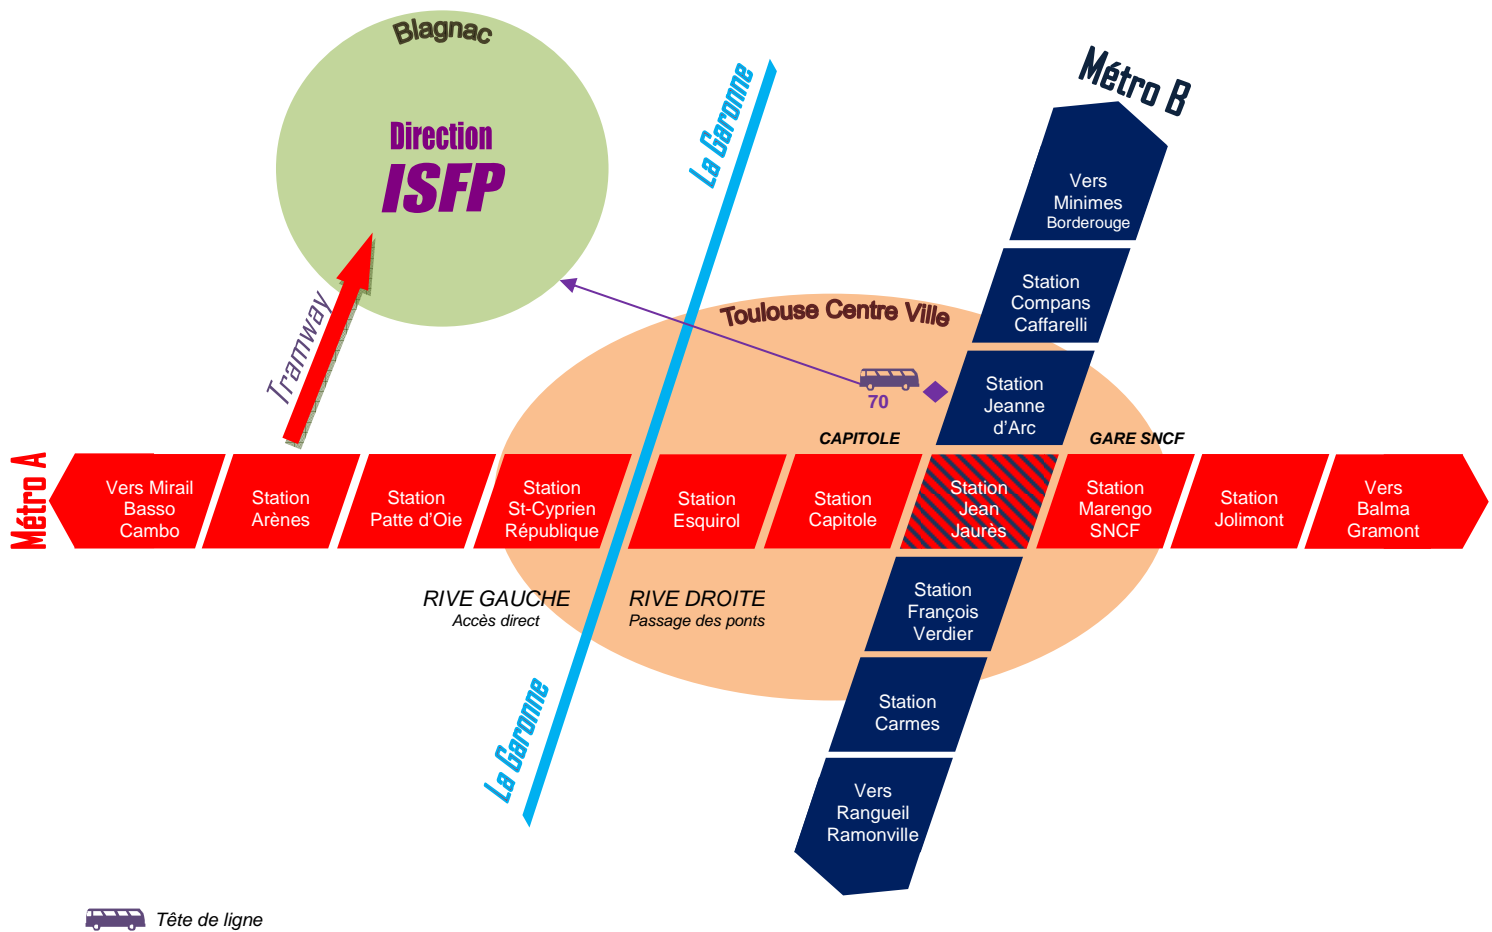 Blagnac
Direction
ISFP
La Garonne
Métro B
Vers
Minimes
Borderouge
Station
Compans
Caffarelli
Toulouse Centre Ville
Tramway
70
Station
Jeanne
d'Arc
CAPITOLE
GARE SNCF
Métro A
Vers Mirail
Basso
Cambo
Station
Arènes
Station
Patte d'Oie
Station
St-Cyprien
République
Station
Esquirol
Station
Capitole
Station
Jean
Jaurès
Station
Marengo
SNCF
Station
Jolimont
Vers
Balma
Gramont
RIVE GAUCHE
Accès direct
RIVE DROITE
Passage des ponts
Station
François
Verdier
La Garonne
Station
Carmes
Vers
Rangueil
Ramonville
Tête de ligne